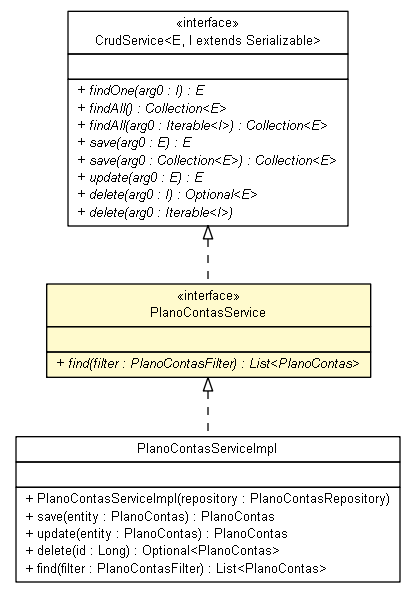 «interface»
CrudService<E, I extends Serializable>
+ findOne(arg0 : I) : E
+ findAll() : Collection<E>
+ findAll(arg0 : Iterable<I>) : Collection<E>
+ save(arg0 : E) : E
+ save(arg0 : Collection<E>) : Collection<E>
+ update(arg0 : E) : E
+ delete(arg0 : I) : Optional<E>
+ delete(arg0 : Iterable<I>)
«interface»
PlanoContasService
+ find(filter : PlanoContasFilter) : List<PlanoContas>
PlanoContasServiceImpl
+ PlanoContasServiceImpl(repository : PlanoContasRepository)
+ save(entity : PlanoContas) : PlanoContas
+ update(entity : PlanoContas) : PlanoContas
+ delete(id : Long) : Optional<PlanoContas>
+ find(filter : PlanoContasFilter) : List<PlanoContas>